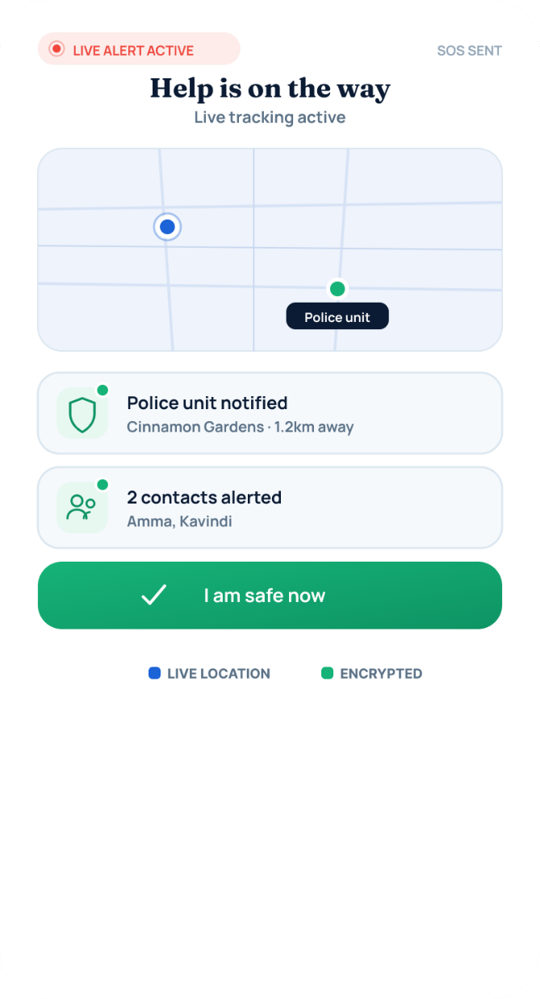 LIVE ALERT ACTIVE
SOS SENT
Help is on the way
Live tracking active
Police unit
Police unit notified
Cinnamon Gardens · 1.2km away
2 contacts alerted
Amma, Kavindi
I am safe now
LIVE LOCATION
ENCRYPTED